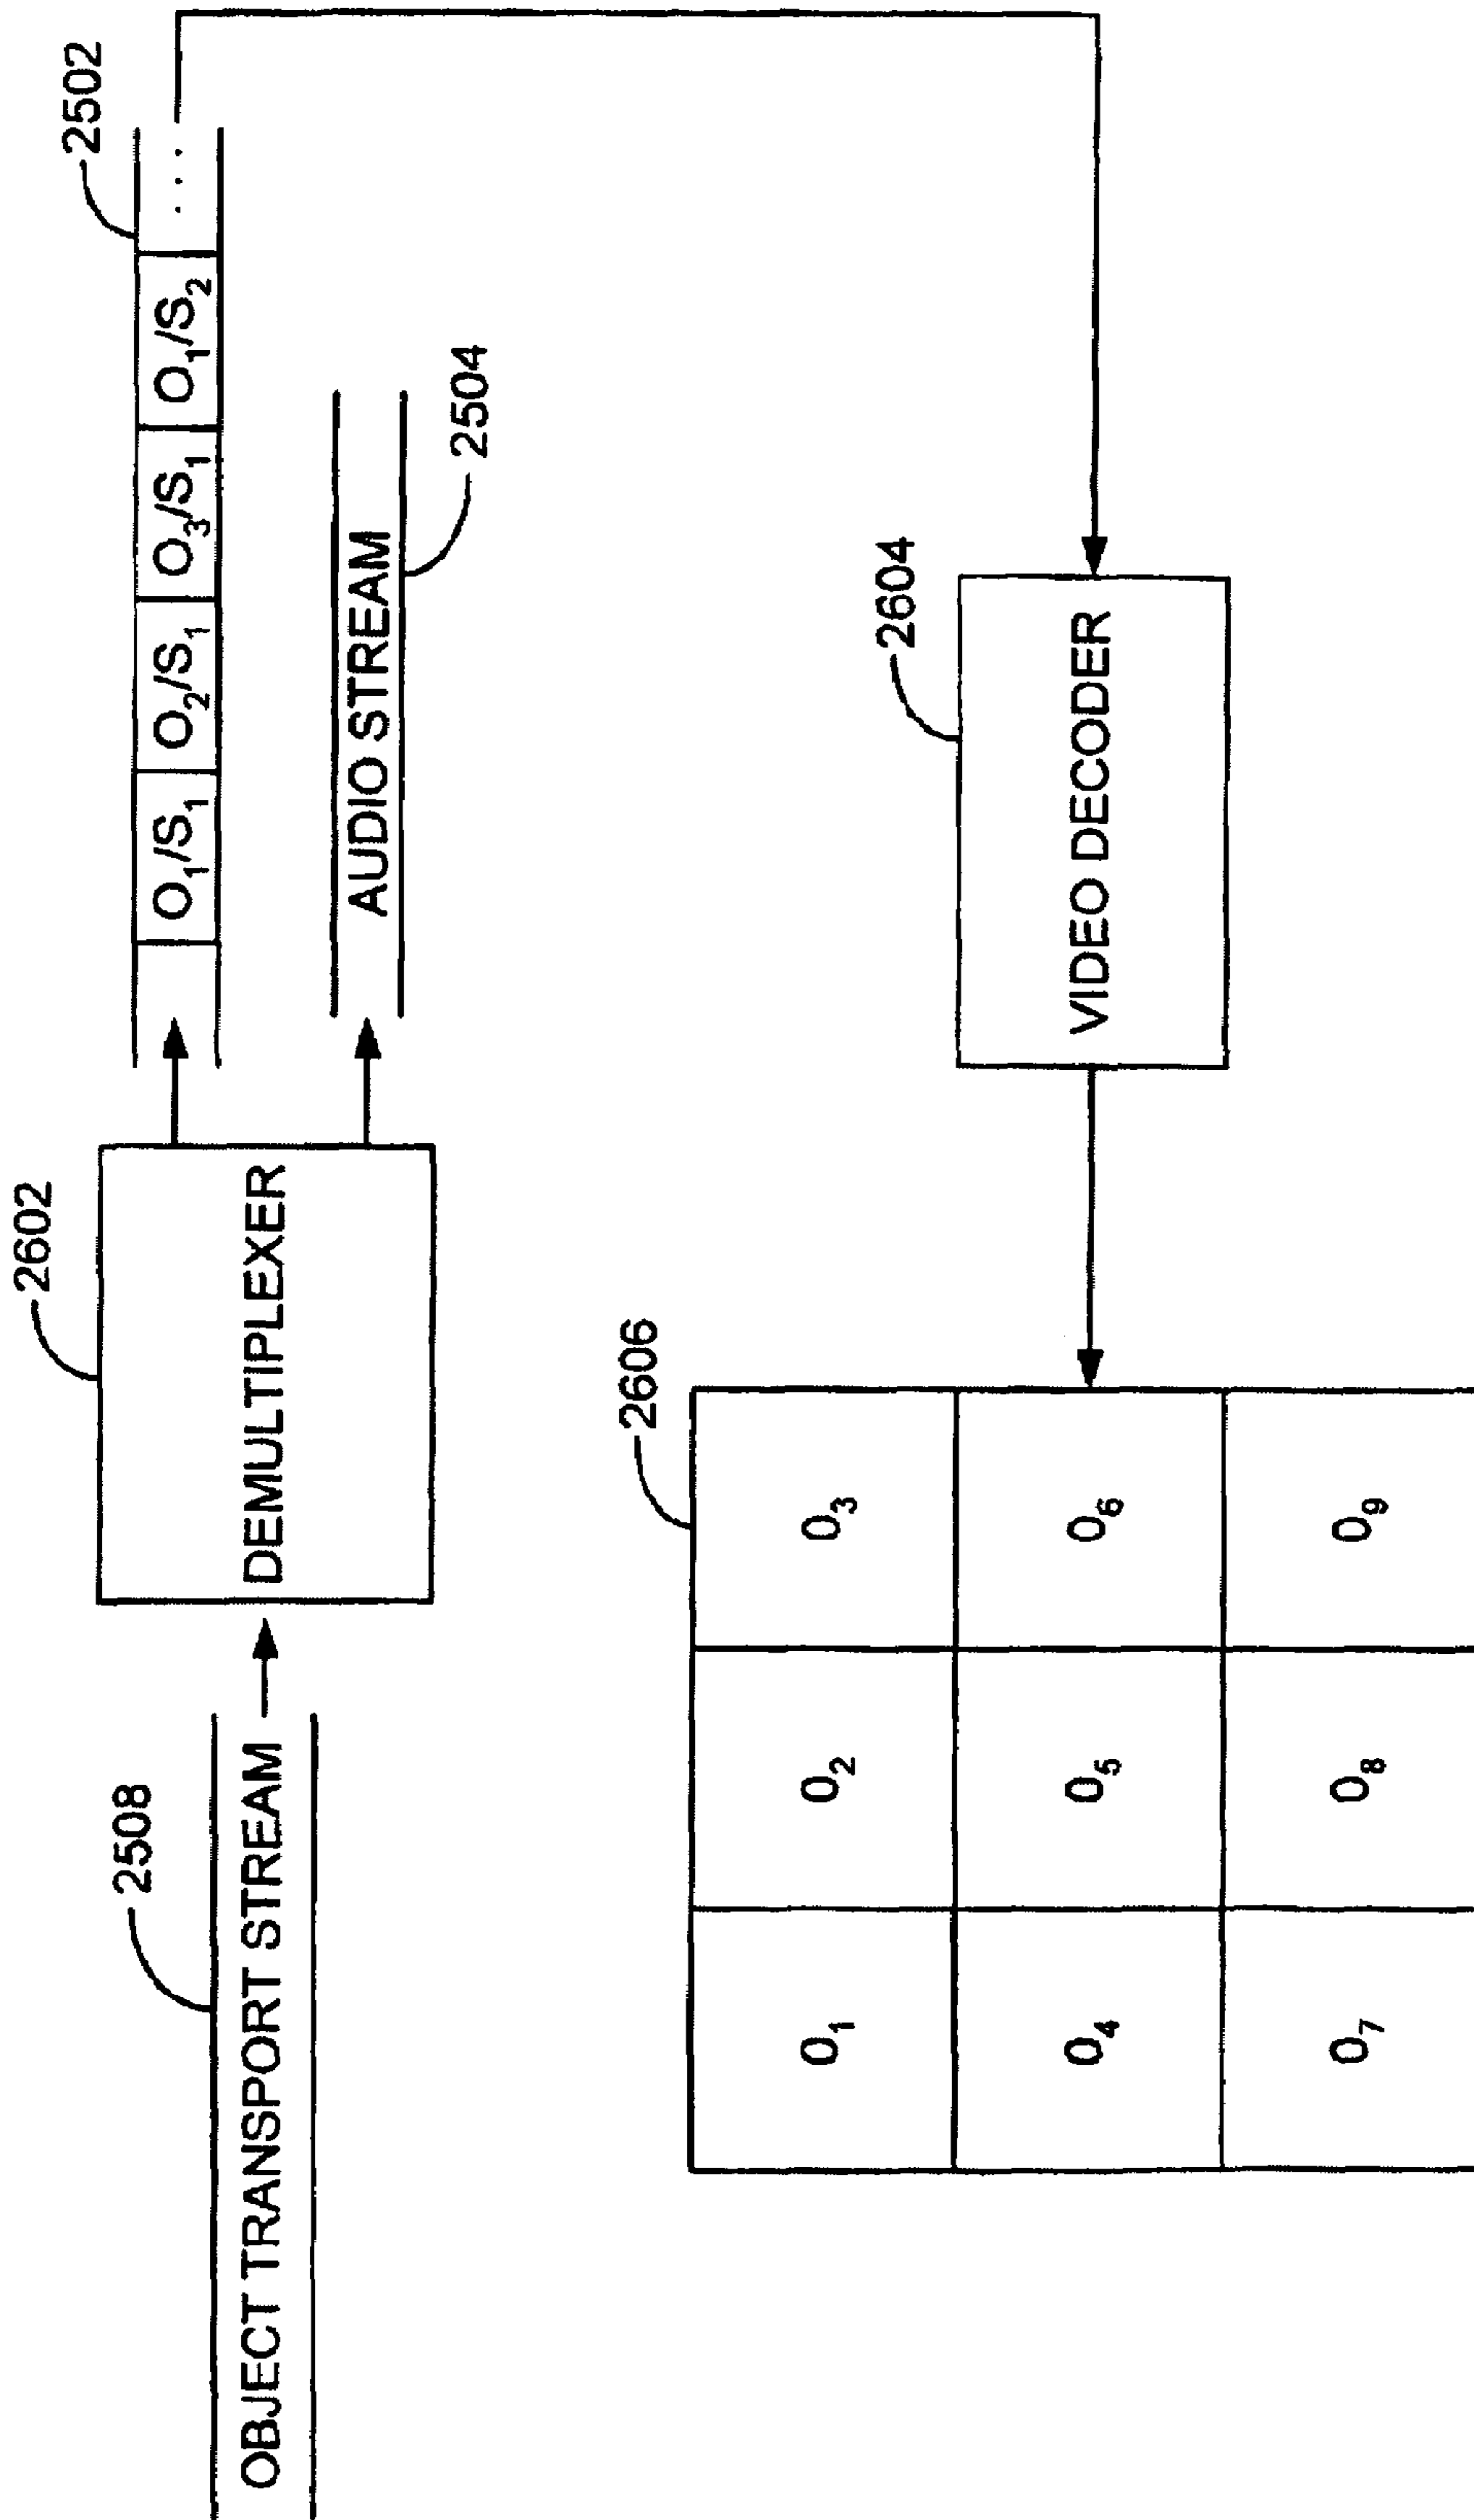 2508
OBJECT TRANSPORT STREAM
2602
DEMULTIPLEXER
2502
O₁/S₁ O₂/S₁ O₃/S₁ O₁/S₂ . . .
AUDIO STREAM
2504
2606
O₁ O₂ O₃
O₄ O₅ O₆
O₇ O₈ O₉
2604
VIDEO DECODER